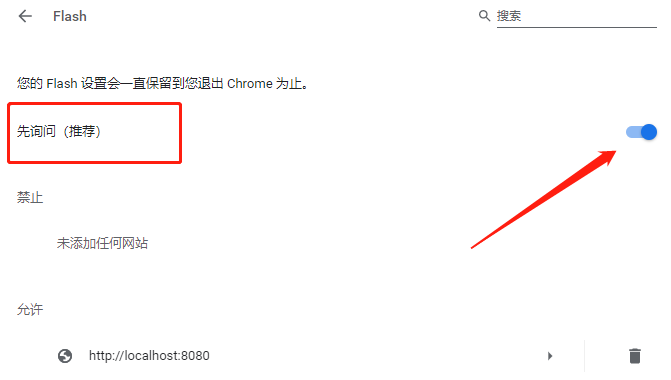 Flash
搜索
您的 Flash 设置会一直保留到您退出 Chrome 为止。
先询问（推荐）
禁止
未添加任何网站
允许
http://localhost:8080